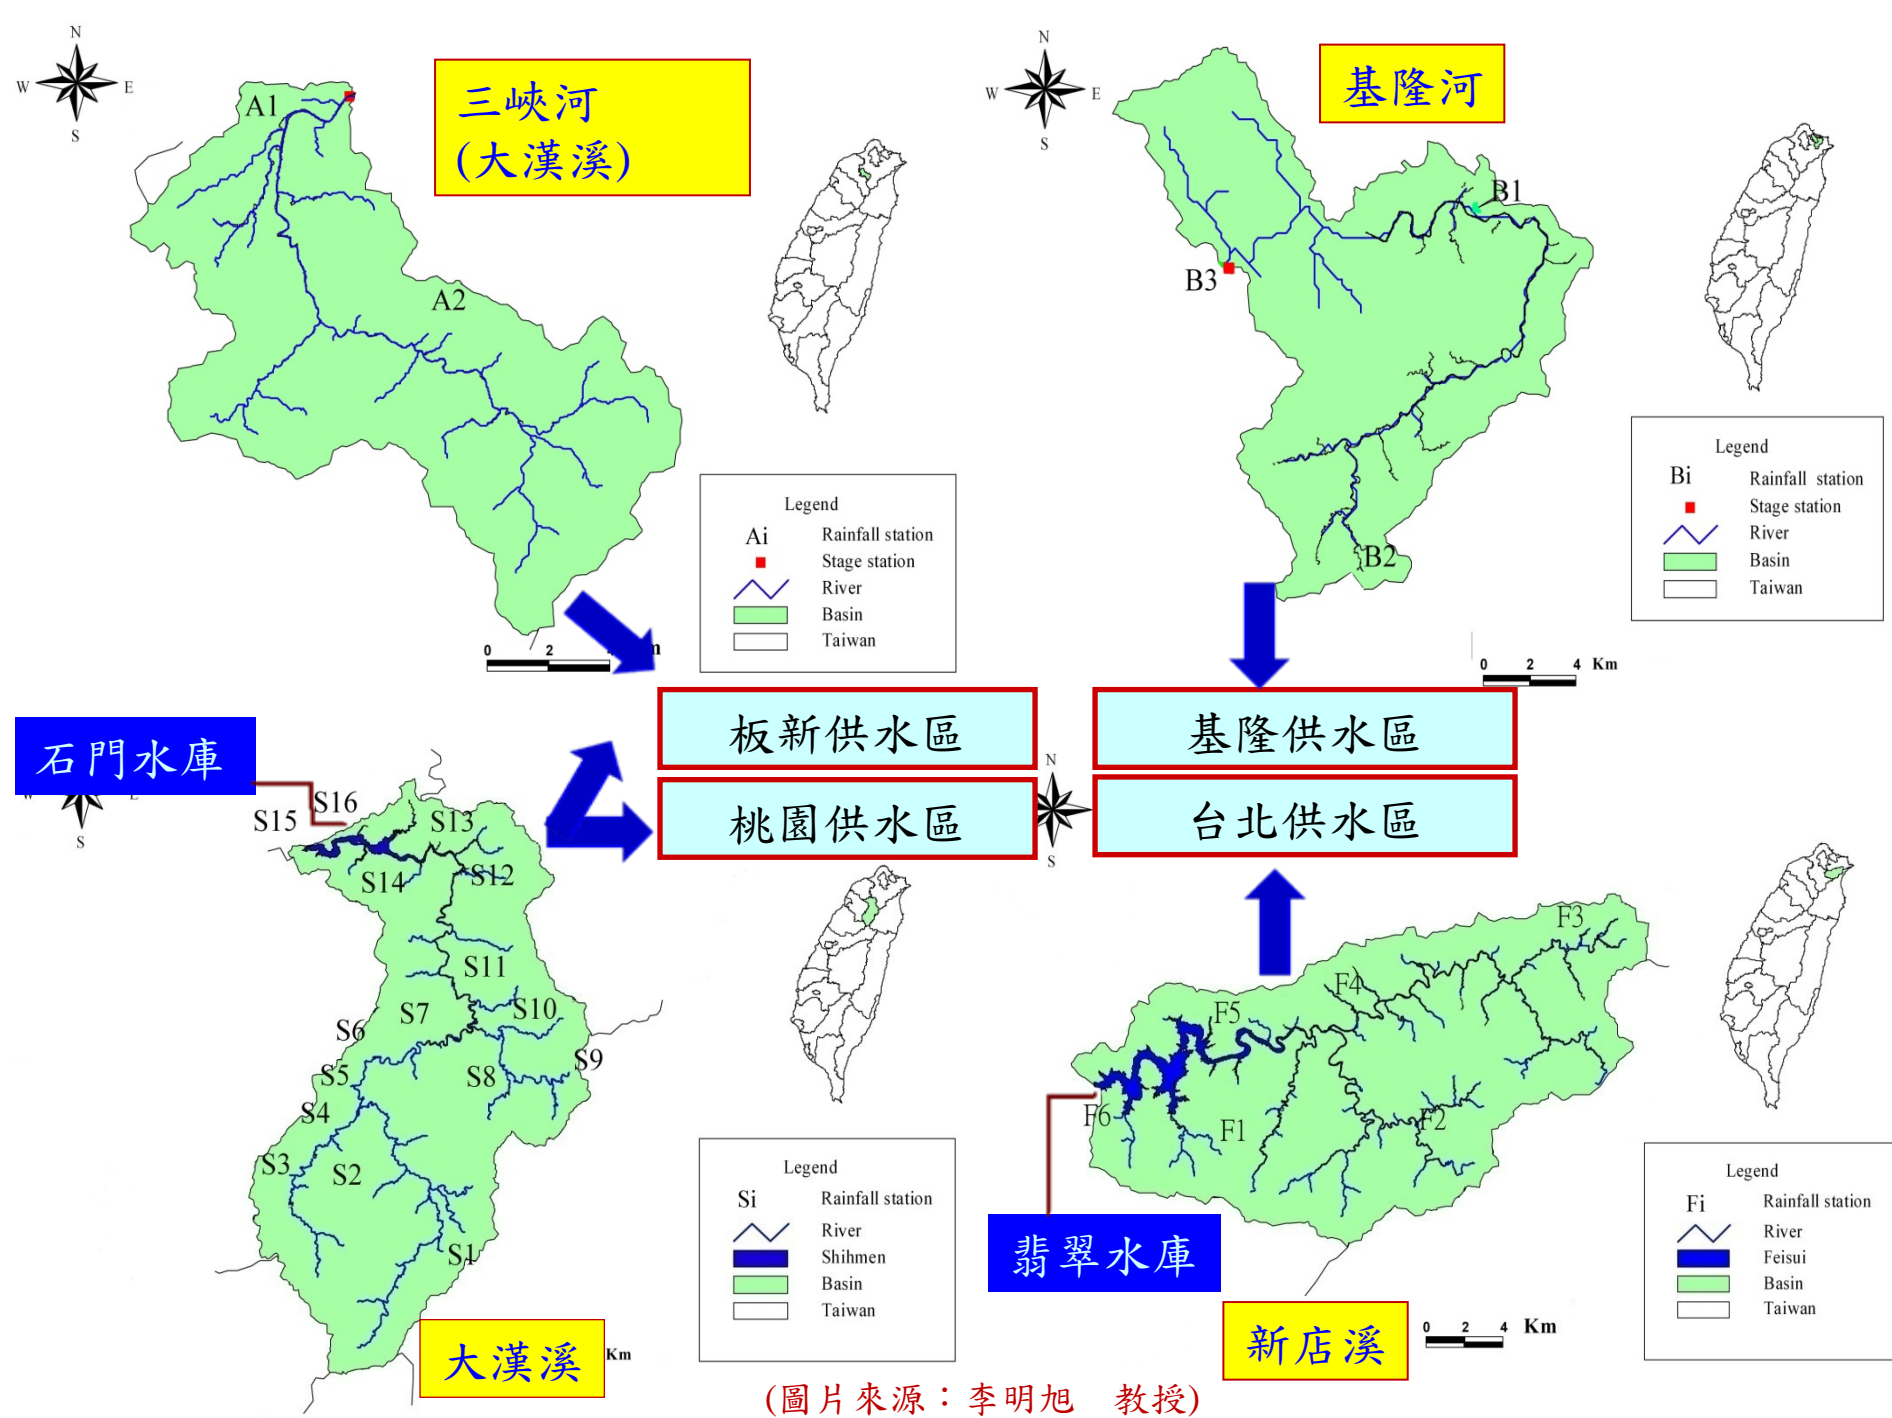 N
W
E
S
A1
A2
三峽河
(大漢溪)
Legend
Ai
Rainfall station
Stage station
River
Basin
Taiwan
0
2
N
W
E
S
基隆河
B1
B3
B2
Legend
Bi
Rainfall station
Stage station
River
Basin
Taiwan
0
2
4
Km
板新供水區
基隆供水區
桃園供水區
台北供水區
石門水庫
S
S16
S15
S13
S14
S12
S11
S10
S7
S6
S9
S5
S8
S4
S3
S2
S1
Legend
Si
Rainfall station
River
Shihmen
Basin
Taiwan
大漢溪
Km
N
S
F3
F4
F5
F6
F1
F2
翡翠水庫
Legend
Fi
Rainfall station
River
Feisui
Basin
Taiwan
新店溪
0
2
4
Km
(圖片來源：李明旭 教授)